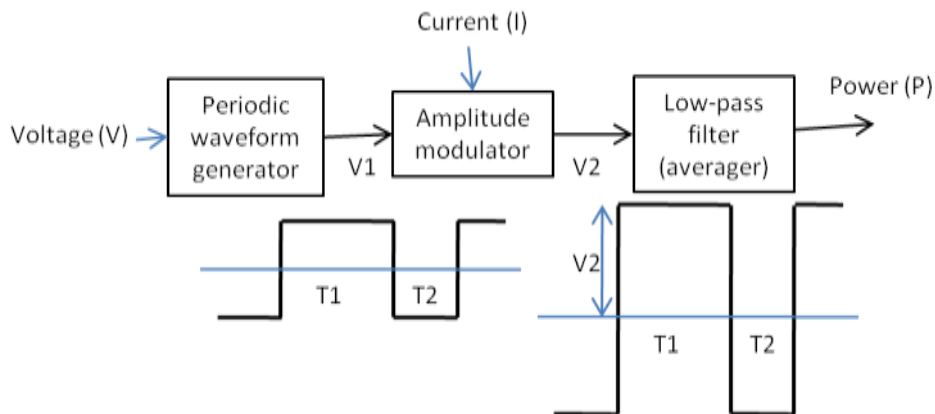 Current (I)
Voltage (V)
Periodic
waveform
generator
V1
Amplitude
modulator
V2
Low-pass
filter
(averager)
Power (P)
T1
T2
V2
T1
T2